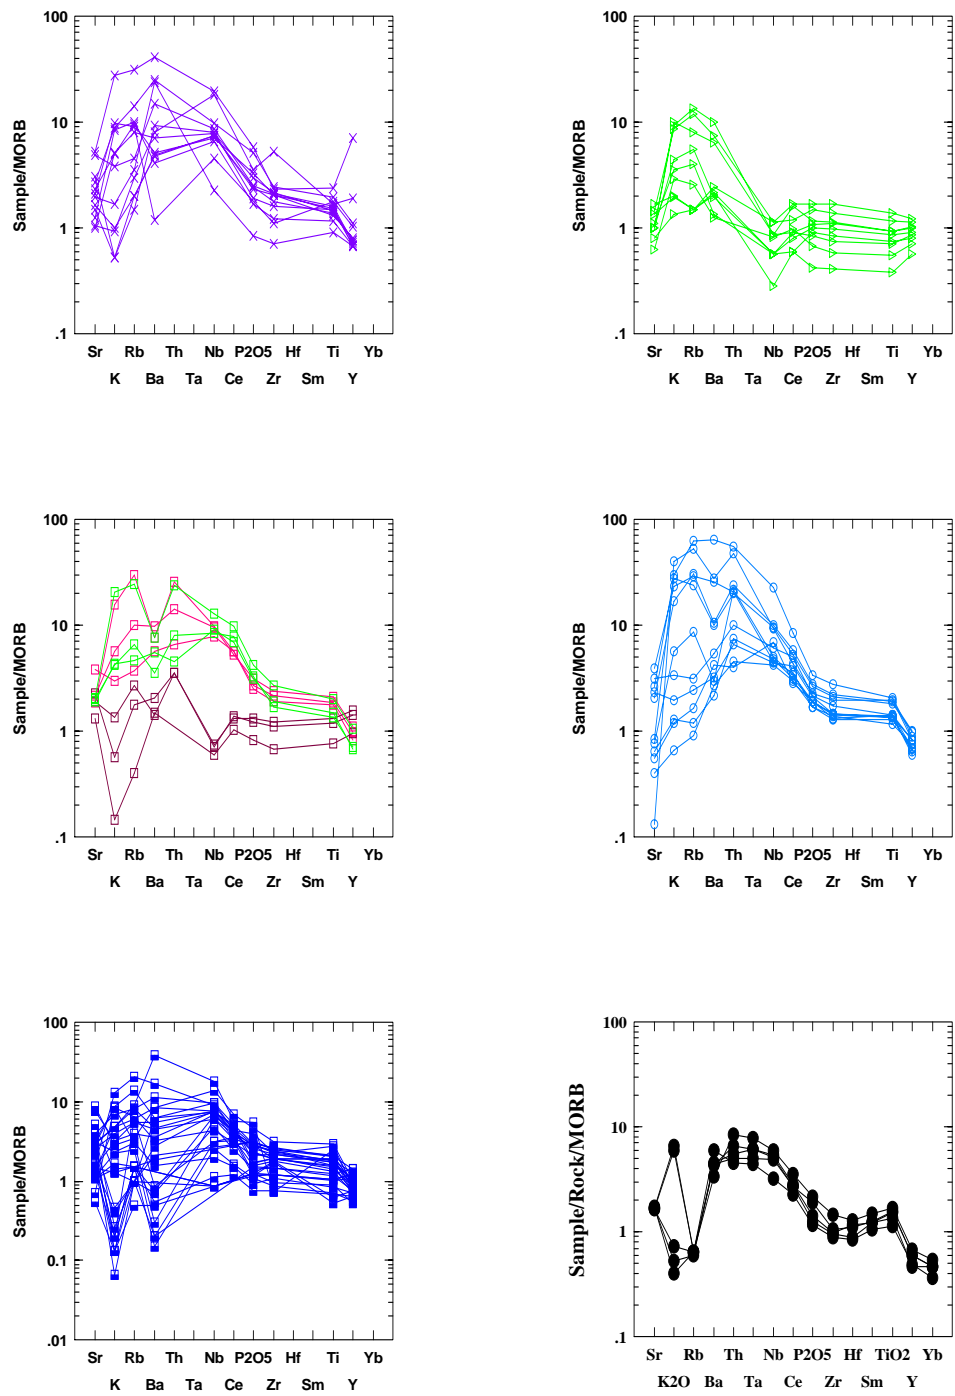 100
10
1
.1
Sample/MORB
Sr Rb Th Nb P2O5 Hf Ti Yb
K Ba Ta Ce Zr Sm Y
100
10
1
.1
Sample/MORB
Sr Rb Th Nb P2O5 Hf Ti Yb
K Ba Ta Ce Zr Sm Y
100
10
1
.1
Sample/MORB
Sr Rb Th Nb P2O5 Hf Ti Yb
K Ba Ta Ce Zr Sm Y
100
10
1
.1
Sample/MORB
Sr Rb Th Nb P2O5 Hf Ti Yb
K Ba Ta Ce Zr Sm Y
100
10
1
0.1
.01
Sample/MORB
Sr Rb Th Nb P2O5 Hf Ti Yb
K Ba Ta Ce Zr Sm Y
100
10
1
.1
Sample/Rock/MORB
Sr Rb Th Nb P2O5 Hf TiO2 Yb
K2O Ba Ta Ce Zr Sm Y